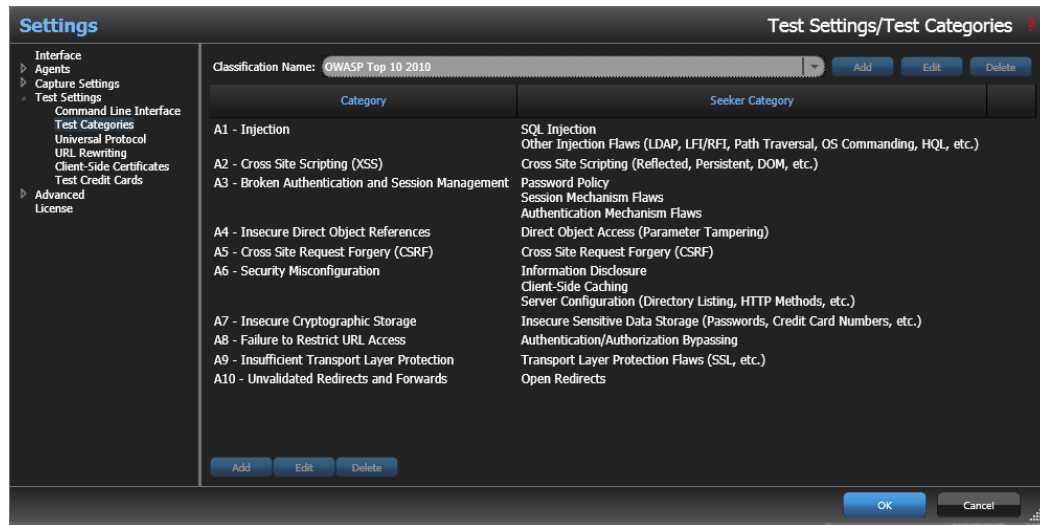 Settings
Test Settings/Test Categories ?
Interface
Agents
Capture Settings
Test Settings
Command Line Interface
Test Categories
Universal Protocol
URL Rewriting
Client-Side Certificates
Test Credit Cards
Advanced
License
Classification Name: OWASP Top 10 2010 Add Edit Delete
Category Seeker Category
A1 - Injection SQL Injection
Other Injection Flaws (LDAP, LFI/RFI, Path Traversal, OS Commanding, HQL, etc.)
A2 - Cross Site Scripting (XSS) Cross Site Scripting (Reflected, Persistent, DOM, etc.)
A3 - Broken Authentication and Session Management Password Policy
Session Mechanism Flaws
Authentication Mechanism Flaws
A4 - Insecure Direct Object References Direct Object Access (Parameter Tampering)
A5 - Cross Site Request Forgery (CSRF) Cross Site Request Forgery (CSRF)
A6 - Security Misconfiguration Information Disclosure
Client-Side Caching
Server Configuration (Directory Listing, HTTP Methods, etc.)
A7 - Insecure Cryptographic Storage Insecure Sensitive Data Storage (Passwords, Credit Card Numbers, etc.)
A8 - Failure to Restrict URL Access Authentication/Authorization Bypassing
A9 - Insufficient Transport Layer Protection Transport Layer Protection Flaws (SSL, etc.)
A10 - Unvalidated Redirects and Forwards Open Redirects
Add Edit Delete
OK Cancel